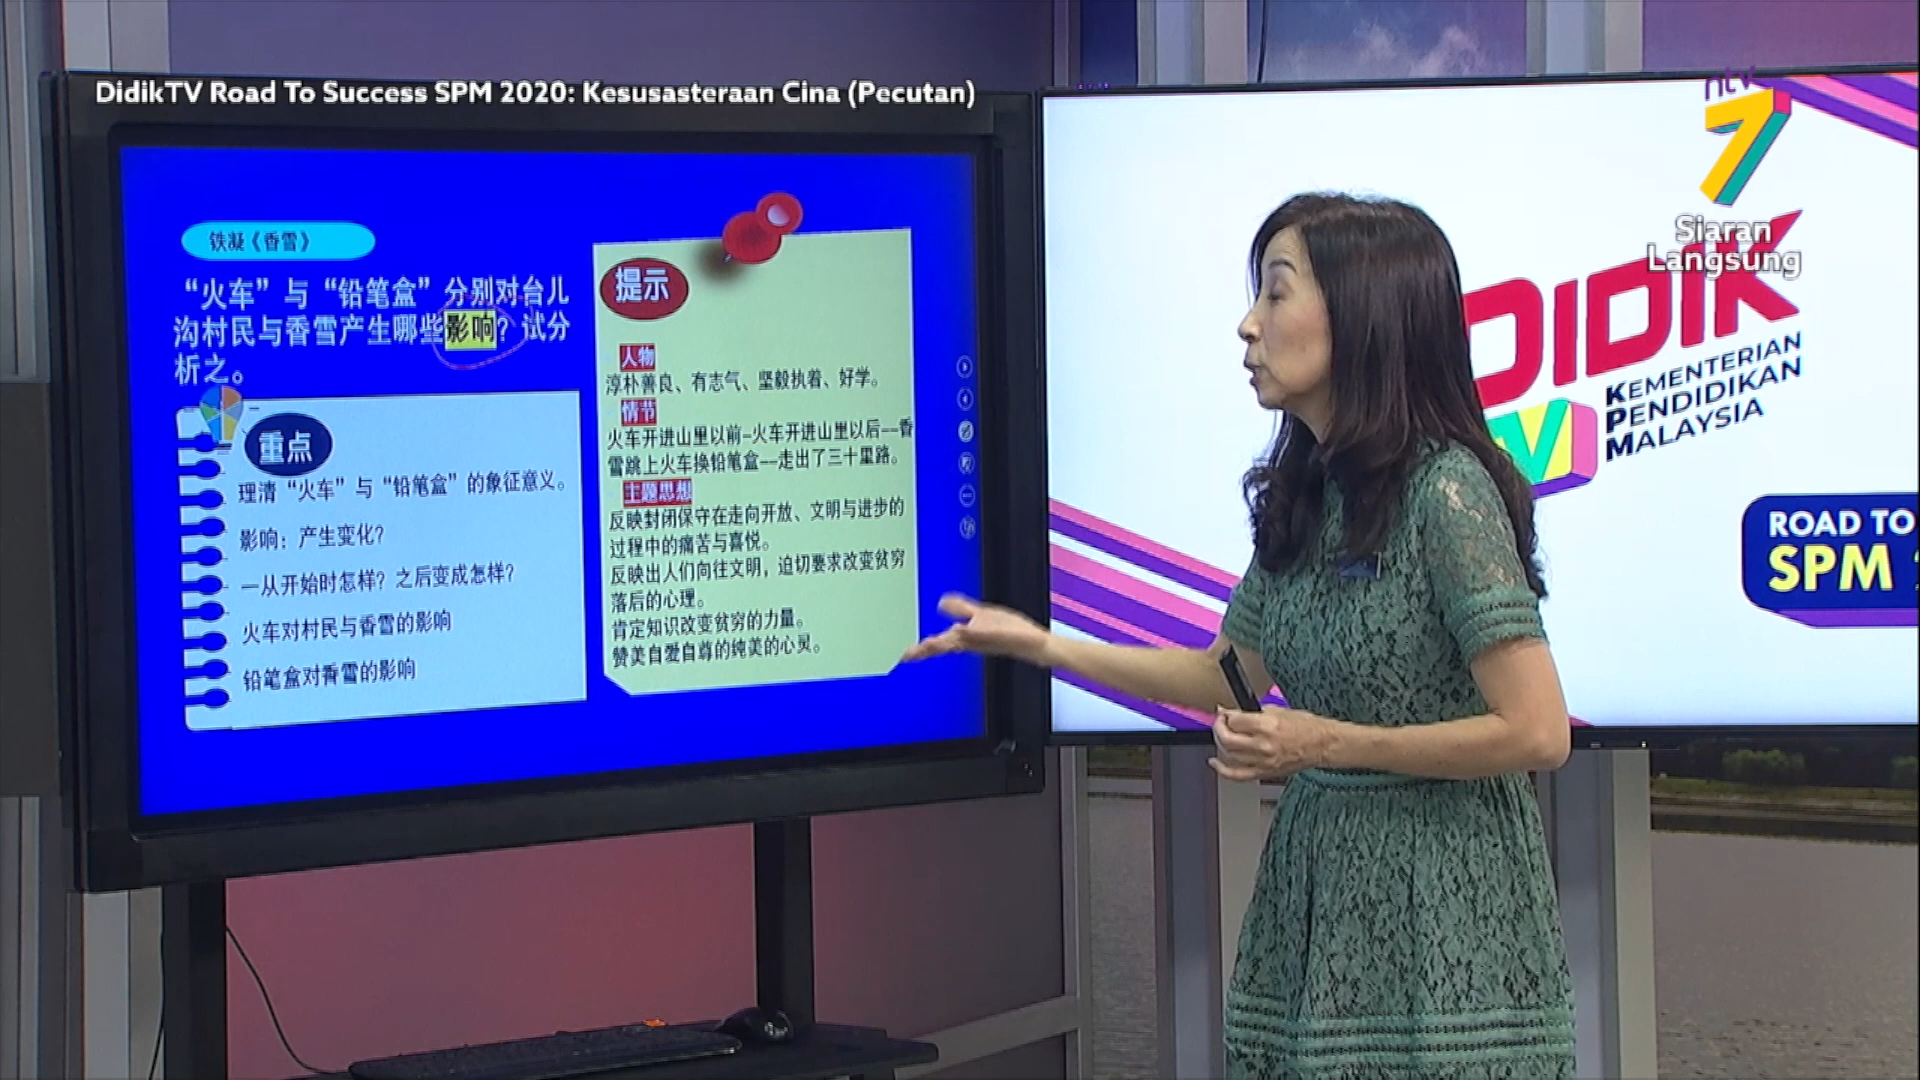 DidikTV Road To Success SPM 2020: Kesusasteraan Cina (Pecutan)
铁凝《香雪》
“火车”与“铅笔盒”分别对台儿
沟村民与香雪产生哪些影响？试分
析之。
重点
理清“火车”与“铅笔盒”的象征意义。
影响：产生变化？
—从开始时怎样？之后变成怎样？
火车对村民与香雪的影响
铅笔盒对香雪的影响
提示
人物
淳朴善良、有志气、坚毅执着、好学。
情节
火车开进山里以前—火车开进山里以后——香
雪跳上火车换铅笔盒——走出了三十里路。
主题思想
反映封闭保守在走向开放、文明与进步的
过程中的痛苦与喜悦。
反映出人们向往文明，迫切要求改变贫穷
落后的心理。
肯定知识改变贫穷的力量。
赞美自爱自尊的纯美的心灵。
ntv
7
Siaran
Langsung
DIDIK
TV
KEMENTERIAN
PENDIDIKAN
MALAYSIA
ROAD TO
SPM